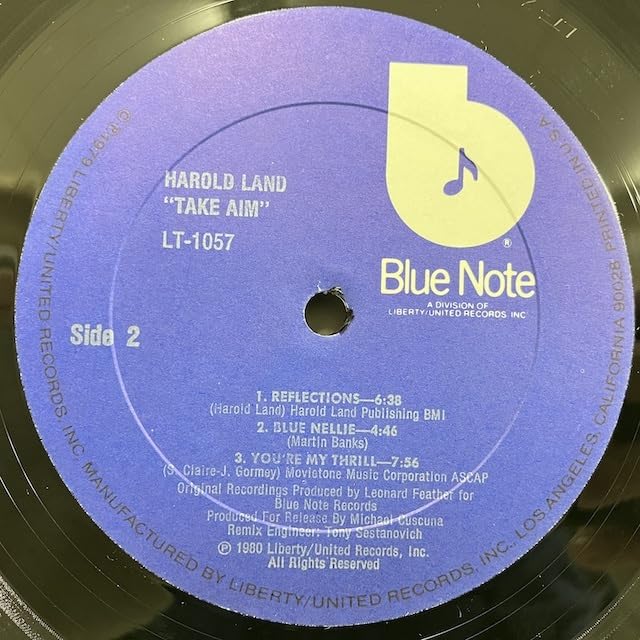 HAROLD LAND
"TAKE AIM"
LT-1057
Blue Note
®
A DIVISION OF
LIBERTY/UNITED RECORDS INC
Side 2
1. REFLECTIONS—6:38
(Harold Land) Harold Land Publishing BMI
2. BLUE NELLIE—4:46
(Martin Banks)
3. YOU'RE MY THRILL—7:56
(S. Claire-J. Gorney) Movietone Music Corporation ASCAP
Original Recordings Produced by Leonard Feather for
Blue Note Records
Produced For Release By Michael Cuscuna
Remix Engineer: Tony Sestanovich
℗ 1980 Liberty/United Records, Inc.
All Rights Reserved
© P 1979 LIBERTY/UNITED RECORDS, INC. MANUFACTURED BY LIBERTY/UNITED RECORDS, INC. LOS ANGELES, CALIFORNIA 90028 PRINTED IN U.S.A